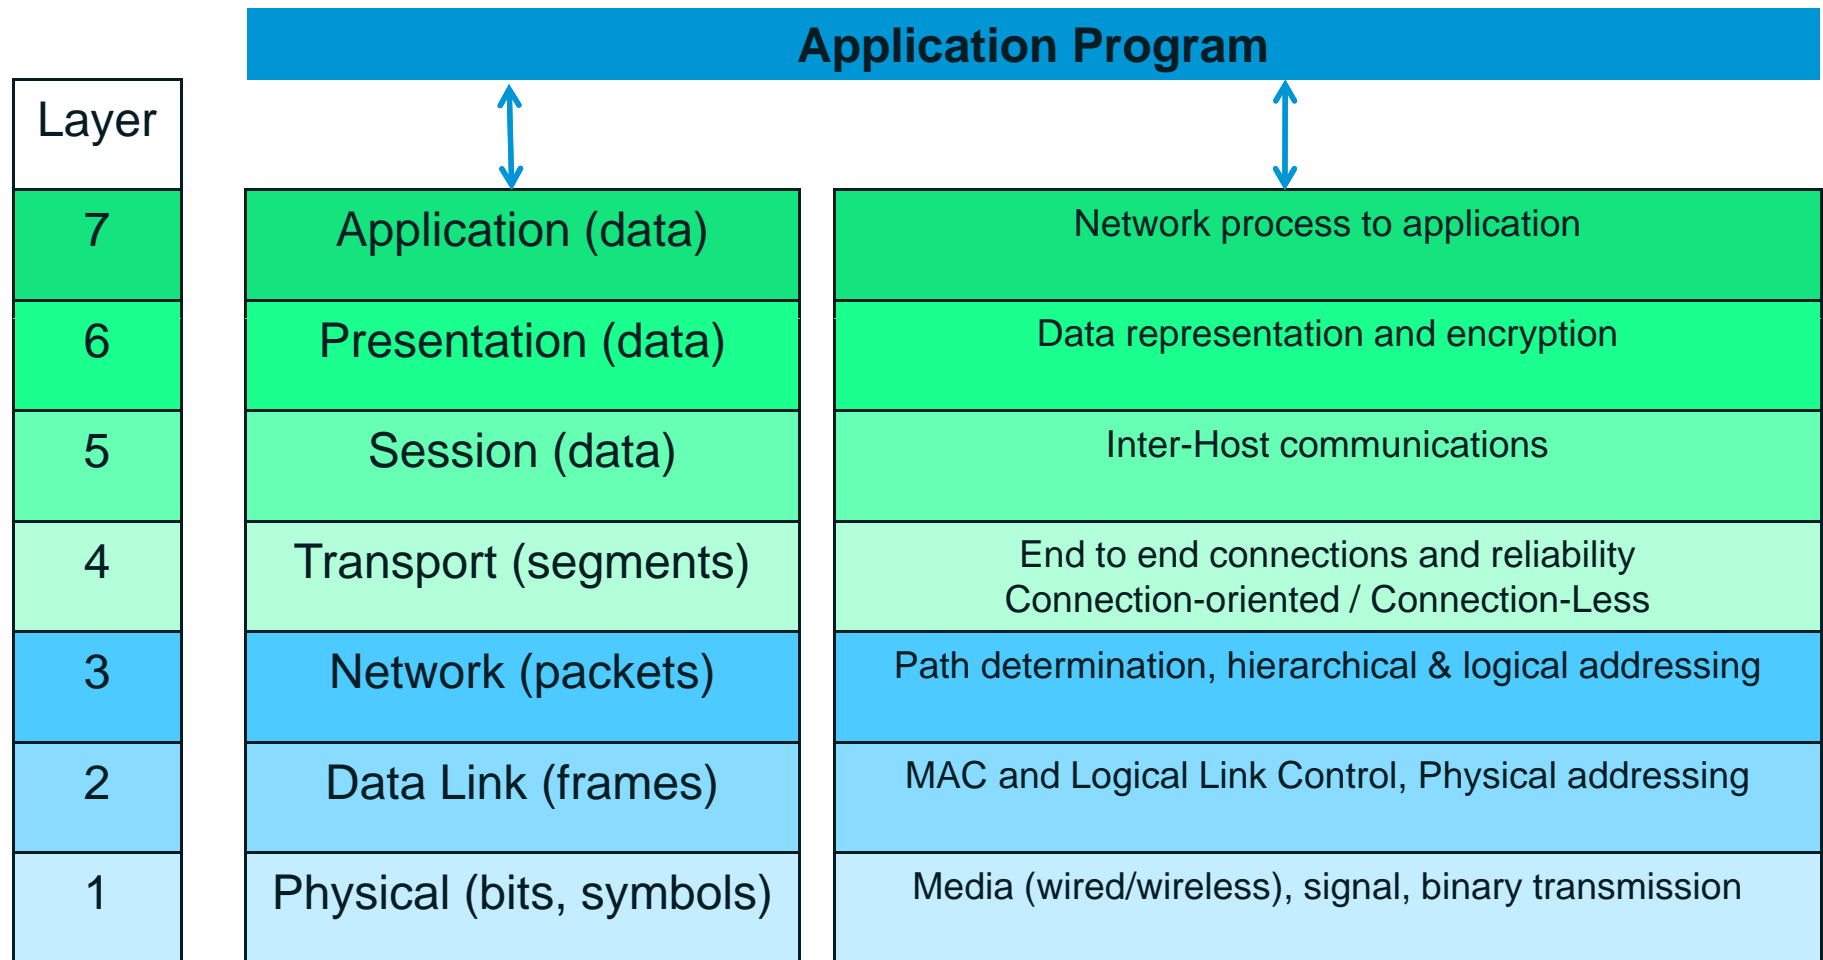 Application Program
Layer
7
Application (data)
Network process to application
6
Presentation (data)
Data representation and encryption
5
Session (data)
Inter-Host communications
4
Transport (segments)
End to end connections and reliability
Connection-oriented / Connection-Less
3
Network (packets)
Path determination, hierarchical & logical addressing
2
Data Link (frames)
MAC and Logical Link Control, Physical addressing
1
Physical (bits, symbols)
Media (wired/wireless), signal, binary transmission